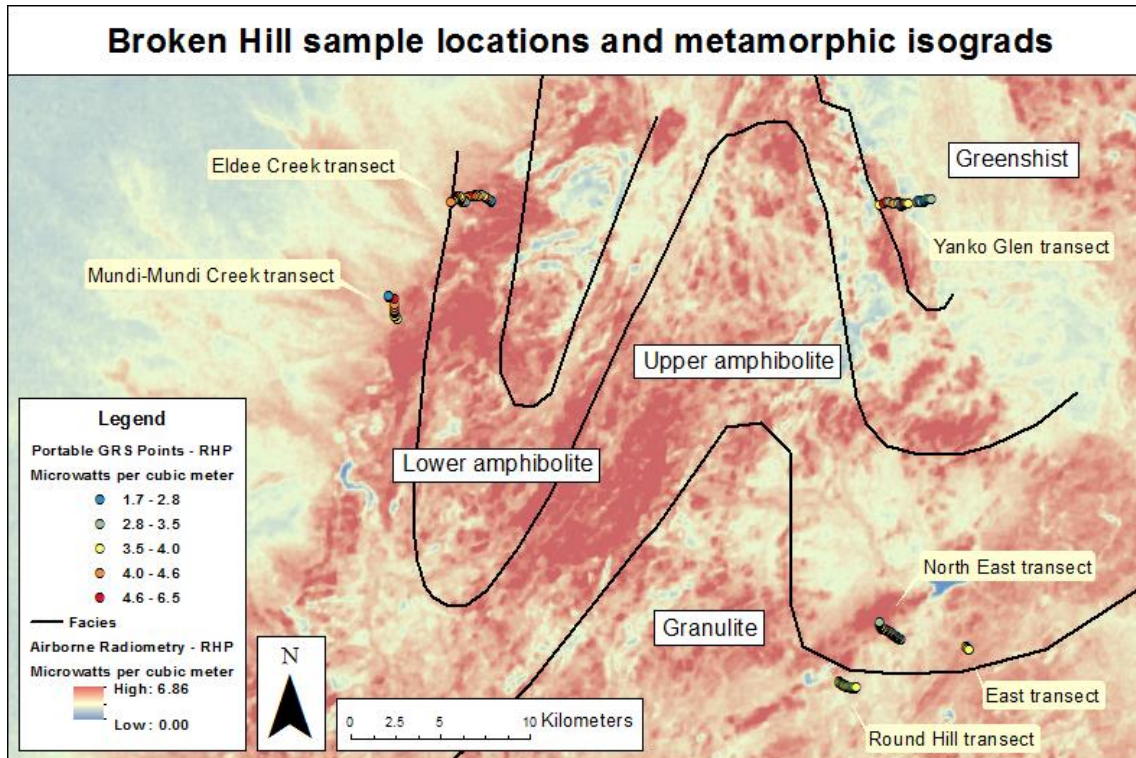 Broken Hill sample locations and metamorphic isograds
Eldee Creek transect
Greenshist
Yanko Glen transect
Mundi-Mundi Creek transect
Upper amphibolite
Lower amphibolite
North East transect
Granulite
East transect
Round Hill transect
Legend
Portable GRS Points - RHP
Microwatts per cubic meter
1.7 - 2.8
2.8 - 3.5
3.5 - 4.0
4.0 - 4.6
4.6 - 6.5
Facies
Airborne Radiometry - RHP
Microwatts per cubic meter
High: 6.86
Low : 0.00
N
0 2.5 5 10 Kilometers